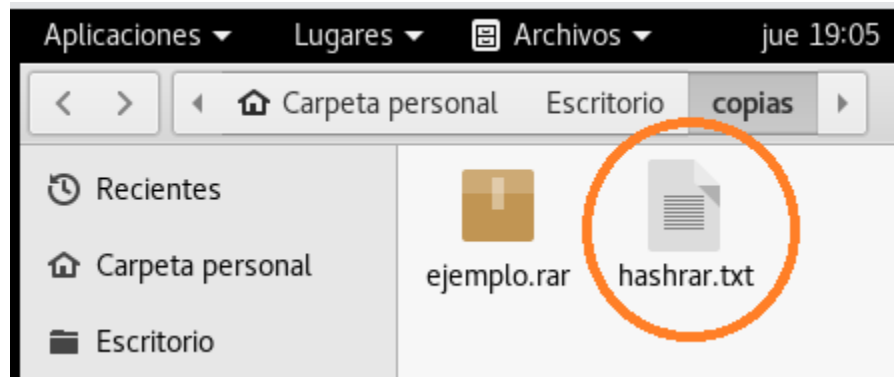 Aplicaciones Lugares Archivos jue 19:05
Carpeta personal Escritorio copias
Recientes
Carpeta personal
Escritorio
ejemplo.rar hashrar.txt